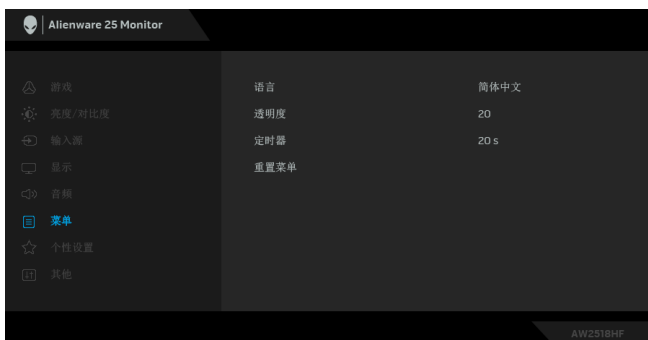 Alienware 25 Monitor
游戏
亮度/对比度
输入源
显示
音频
菜单
个性设置
其他
语言 简体中文
透明度 20
定时器 20 s
重置菜单
AW2518HF